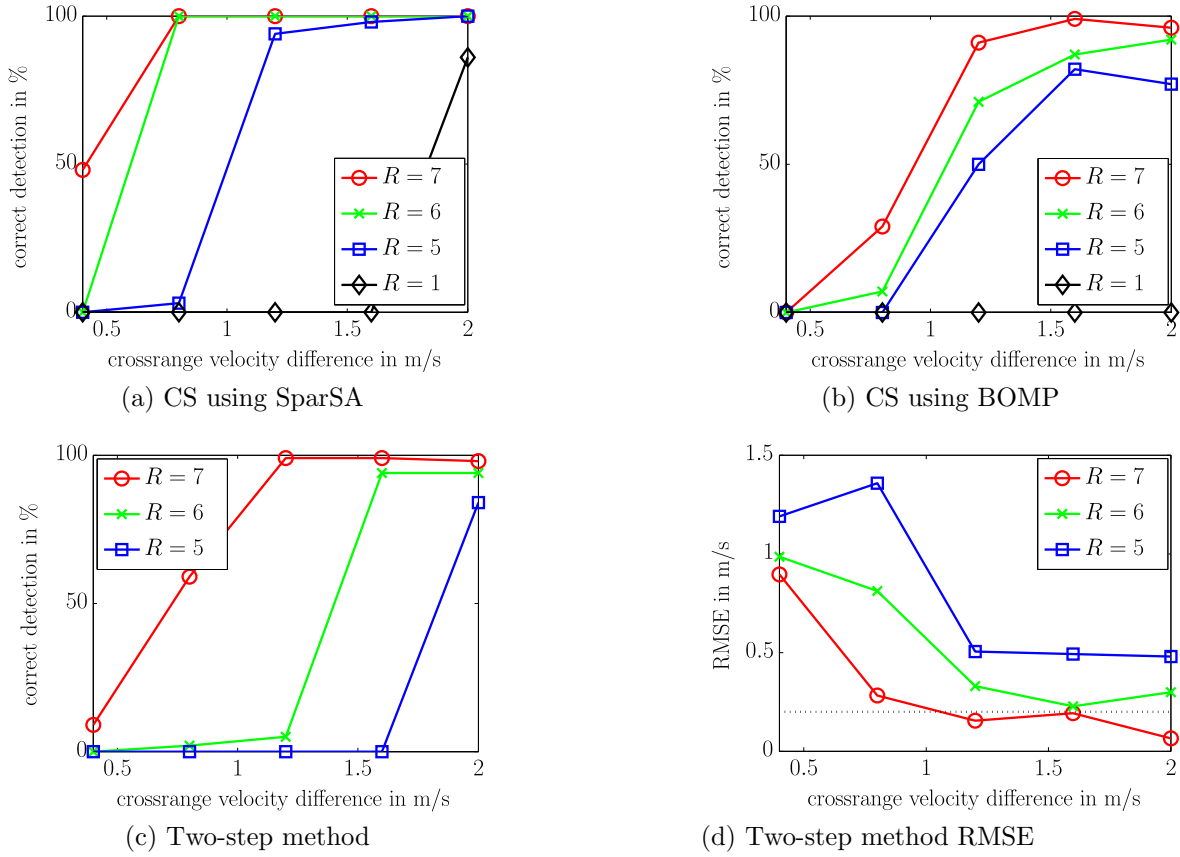 correct detection in %
100
50
0
0.5
1
1.5
2
R = 7
R = 6
R = 5
R = 1
crossrange velocity difference in m/s
(a) CS using SparSA
correct detection in %
100
50
0
0.5
1
1.5
2
R = 7
R = 6
R = 5
R = 1
crossrange velocity difference in m/s
(b) CS using BOMP
correct detection in %
100
50
0
0.5
1
1.5
2
R = 7
R = 6
R = 5
crossrange velocity difference in m/s
(c) Two-step method
RMSE in m/s
1.5
1
0.5
0
0.5
1
1.5
2
R = 7
R = 6
R = 5
crossrange velocity difference in m/s
(d) Two-step method RMSE